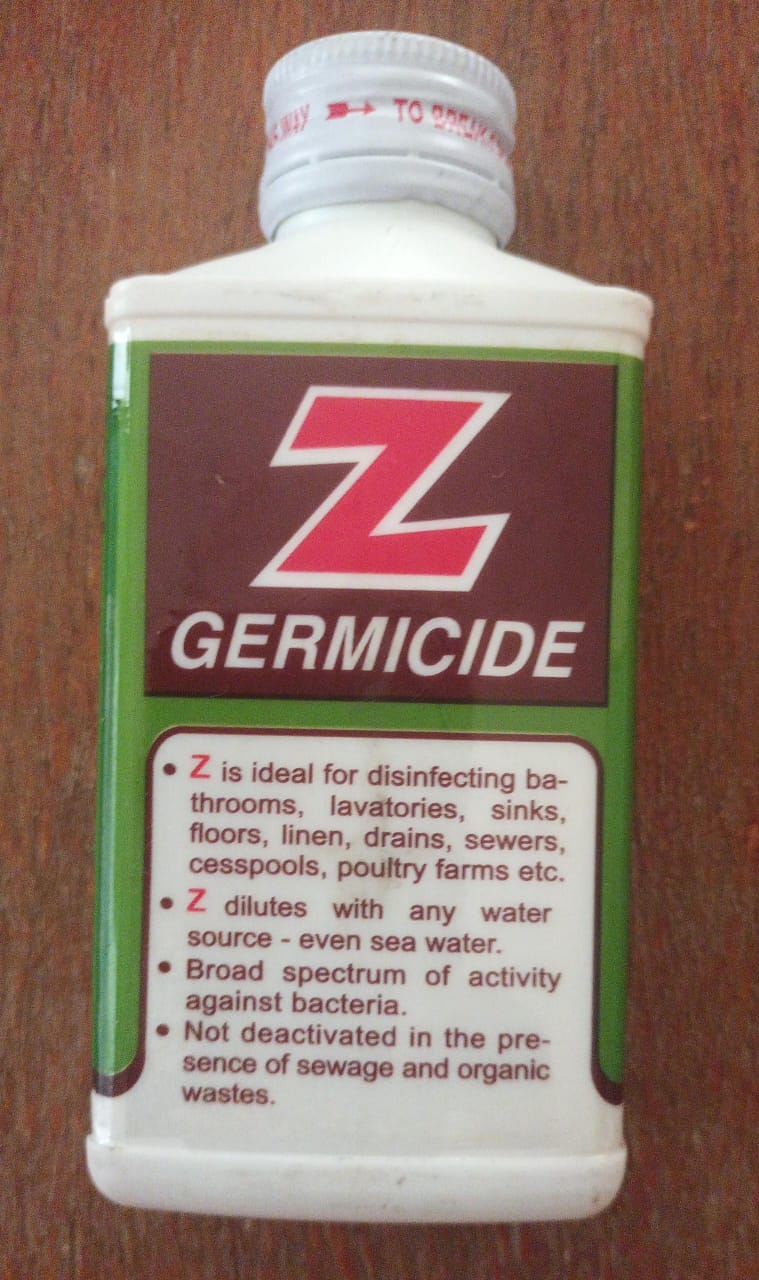 WAY TO BREAK
Z
GERMICIDE
• Z is ideal for disinfecting ba-
throoms, lavatories, sinks,
floors, linen, drains, sewers,
cesspools, poultry farms etc.
• Z dilutes with any water
source - even sea water.
• Broad spectrum of activity
against bacteria.
• Not deactivated in the pre-
sence of sewage and organic
wastes.